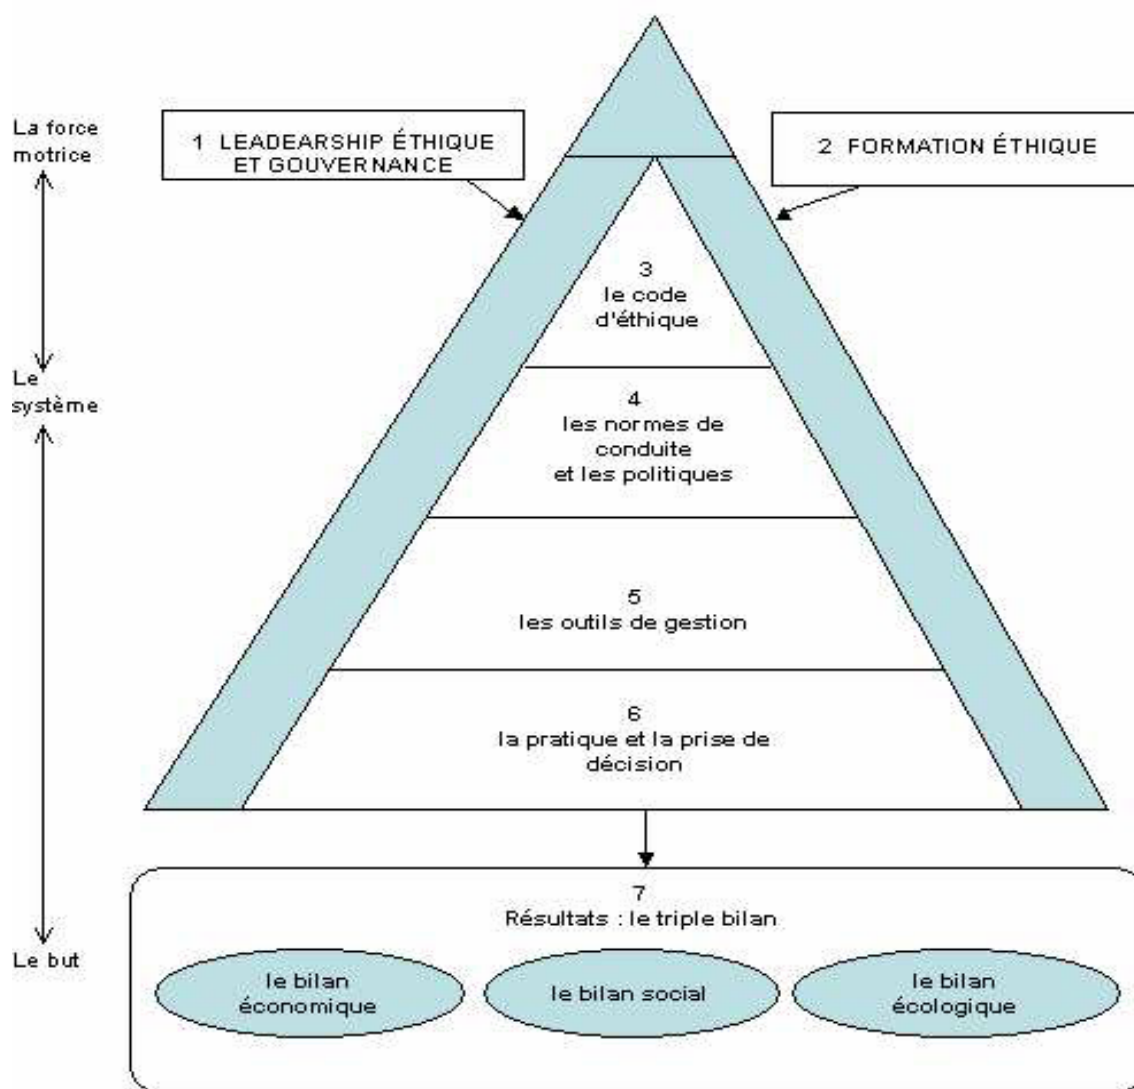 La force
motrice
1 LEADEARSHIP ÉTHIQUE
ET GOUVERNANCE
2 FORMATION ÉTHIQUE
3
le code
d'éthique
Le
système
4
les normes de
conduite
et les politiques
5
les outils de gestion
6
la pratique et la prise de
décision
7
Résultats : le triple bilan
Le but
le bilan
économique
le bilan social
le bilan
écologique